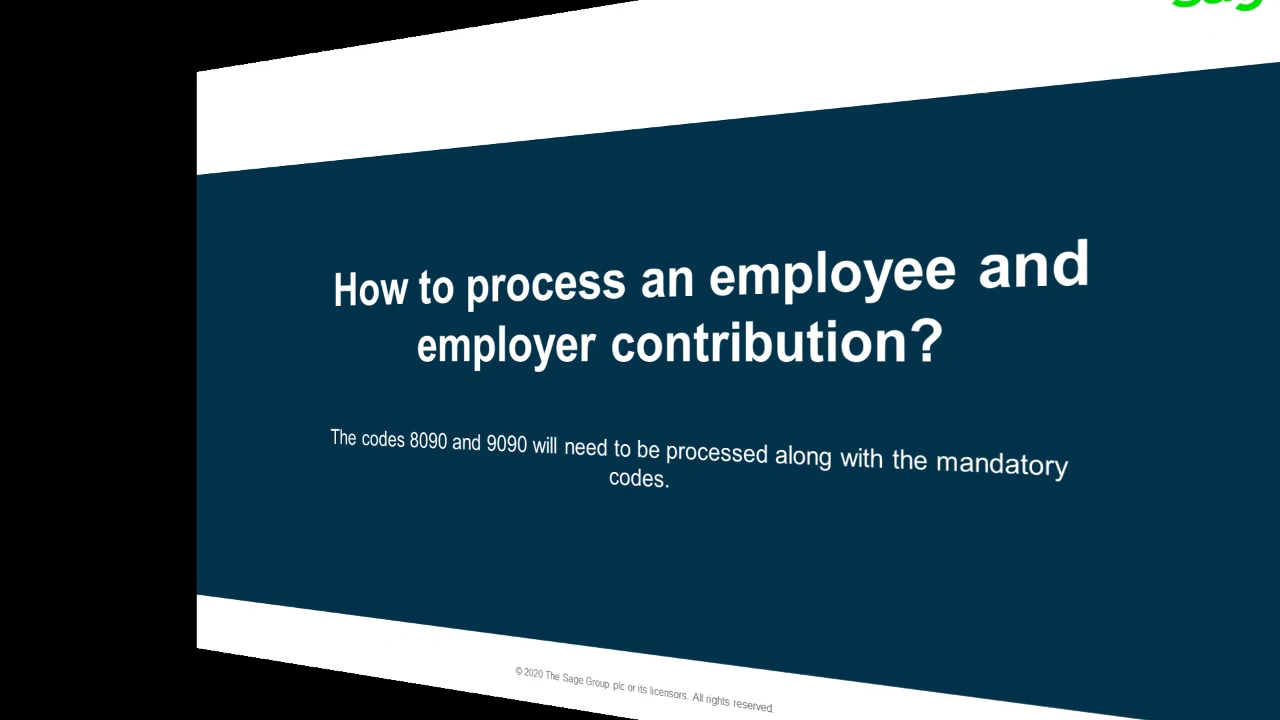 How to process an employee and
employer contribution?
The codes 8090 and 9090 will need to be processed along with the mandatory
codes.
© 2020 The Sage Group plc or its licensors. All rights reserved.